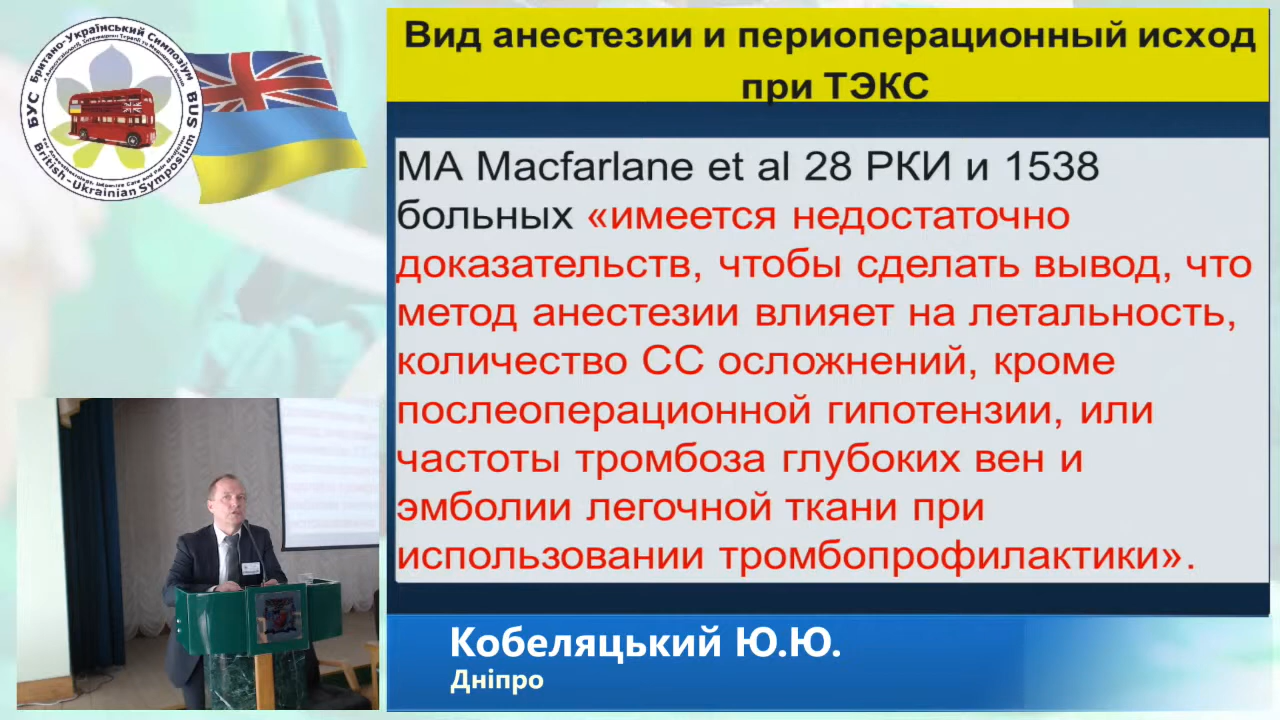 Британо-Український Симпозіум
БУС
BUS
British-Ukrainian Symposium
Вид анестезии и периоперационный исход
при ТЭКС
MA Macfarlane et al 28 РКИ и 1538
больных «имеется недостаточно
доказательств, чтобы сделать вывод, что
метод анестезии влияет на летальность,
количество СС осложнений, кроме
послеоперационной гипотензии, или
частоты тромбоза глубоких вен и
эмболии легочной ткани при
использовании тромбопрофилактики».
Кобеляцький Ю.Ю.
Дніпро